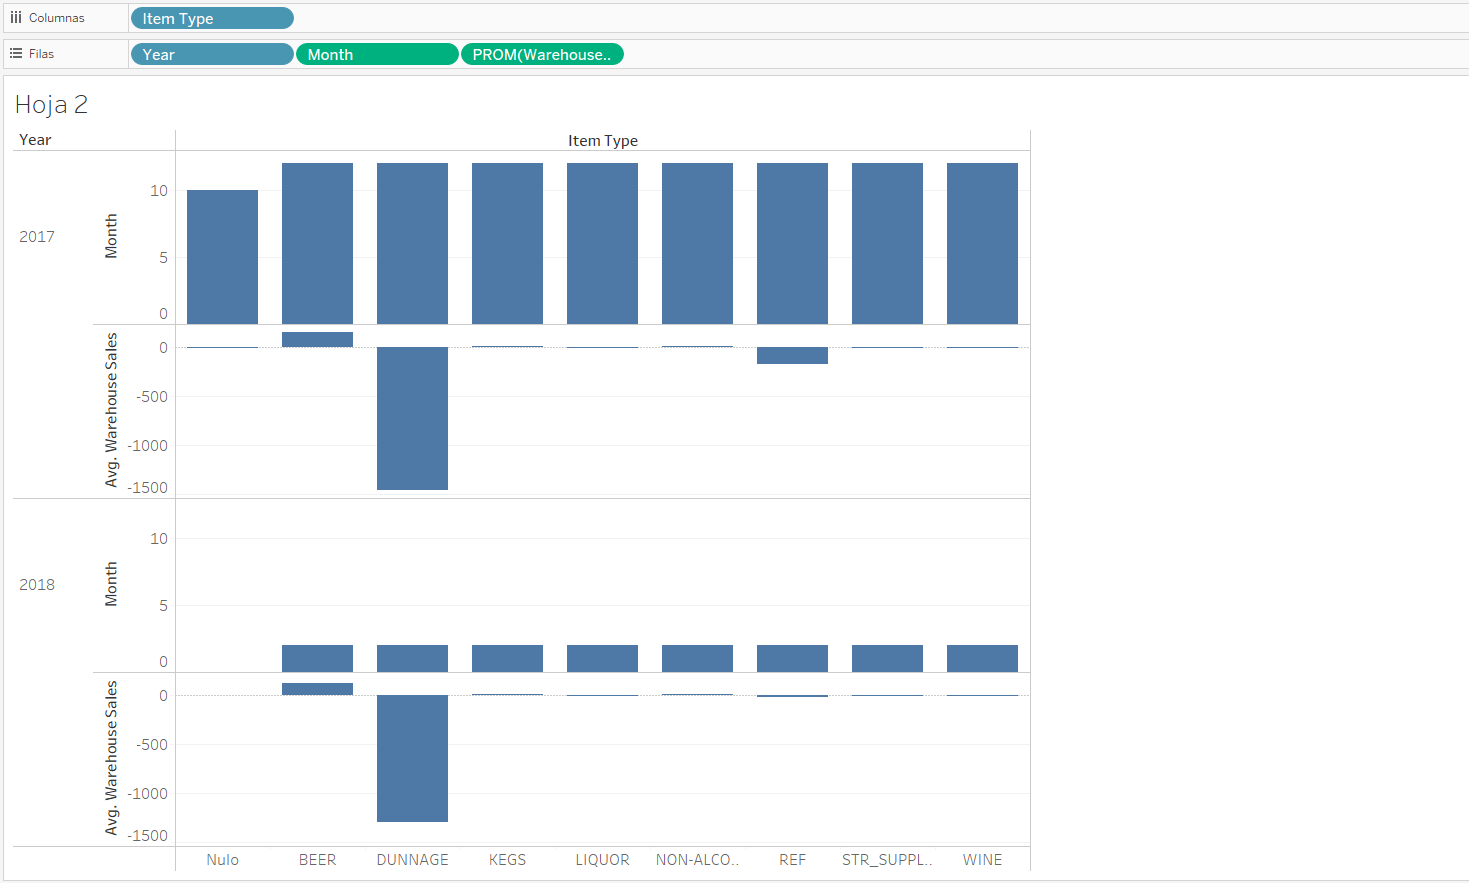 Columnas
Item Type
Filas
Year
Month
PROM(Warehouse..
Hoja 2
Year
Item Type
2017
Month
10
5
0
Avg. Warehouse Sales
0
-500
-1000
-1500
2018
Month
10
5
0
Avg. Warehouse Sales
0
-500
-1000
-1500
Nulo
BEER
DUNNAGE
KEGS
LIQUOR
NON-ALCO..
REF
STR_SUPPL..
WINE